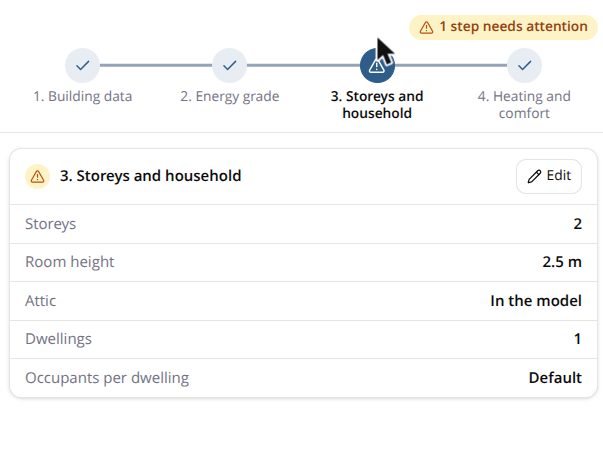 1 step needs attention
1. Building data
2. Energy grade
3. Storeys and
household
4. Heating and
comfort
3. Storeys and household
Edit
Storeys
2
Room height
2.5 m
Attic
In the model
Dwellings
1
Occupants per dwelling
Default